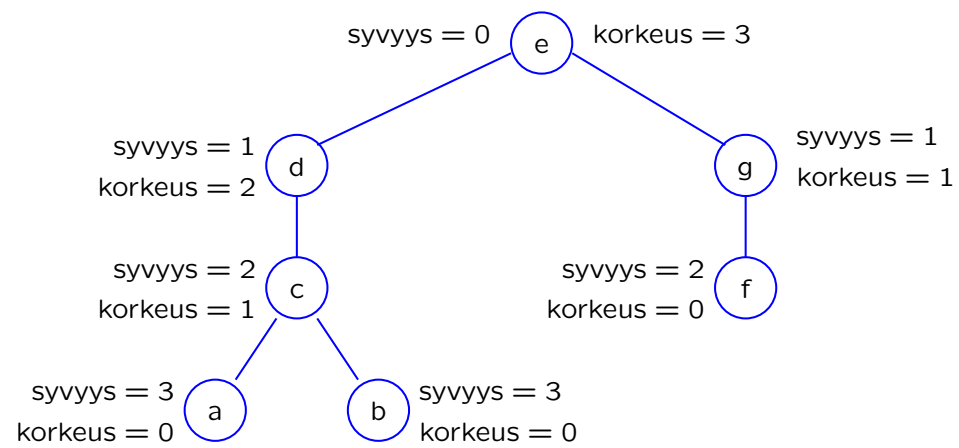 syvyys = 0 e korkeus = 3
syvyys = 1 d korkeus = 2
syvyys = 1 g korkeus = 1
syvyys = 2 c korkeus = 1
syvyys = 2 f korkeus = 0
syvyys = 3 a korkeus = 0
syvyys = 3 b korkeus = 0